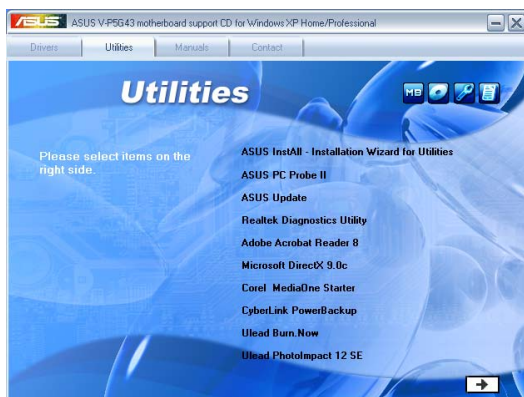 ASUS ASUS V-P5G43 motherboard support CD for Windows XP Home/Professional
Drivers Utilities Manuals Contact
Utilities
MB
Please select items on the
right side.
ASUS InstAll - Installation Wizard for Utilities
ASUS PC Probe II
ASUS Update
Realtek Diagnostics Utility
Adobe Acrobat Reader 8
Microsoft DirectX 9.0c
Corel MediaOne Starter
CyberLink PowerBackup
Ulead Burn.Now
Ulead PhotoImpact 12 SE